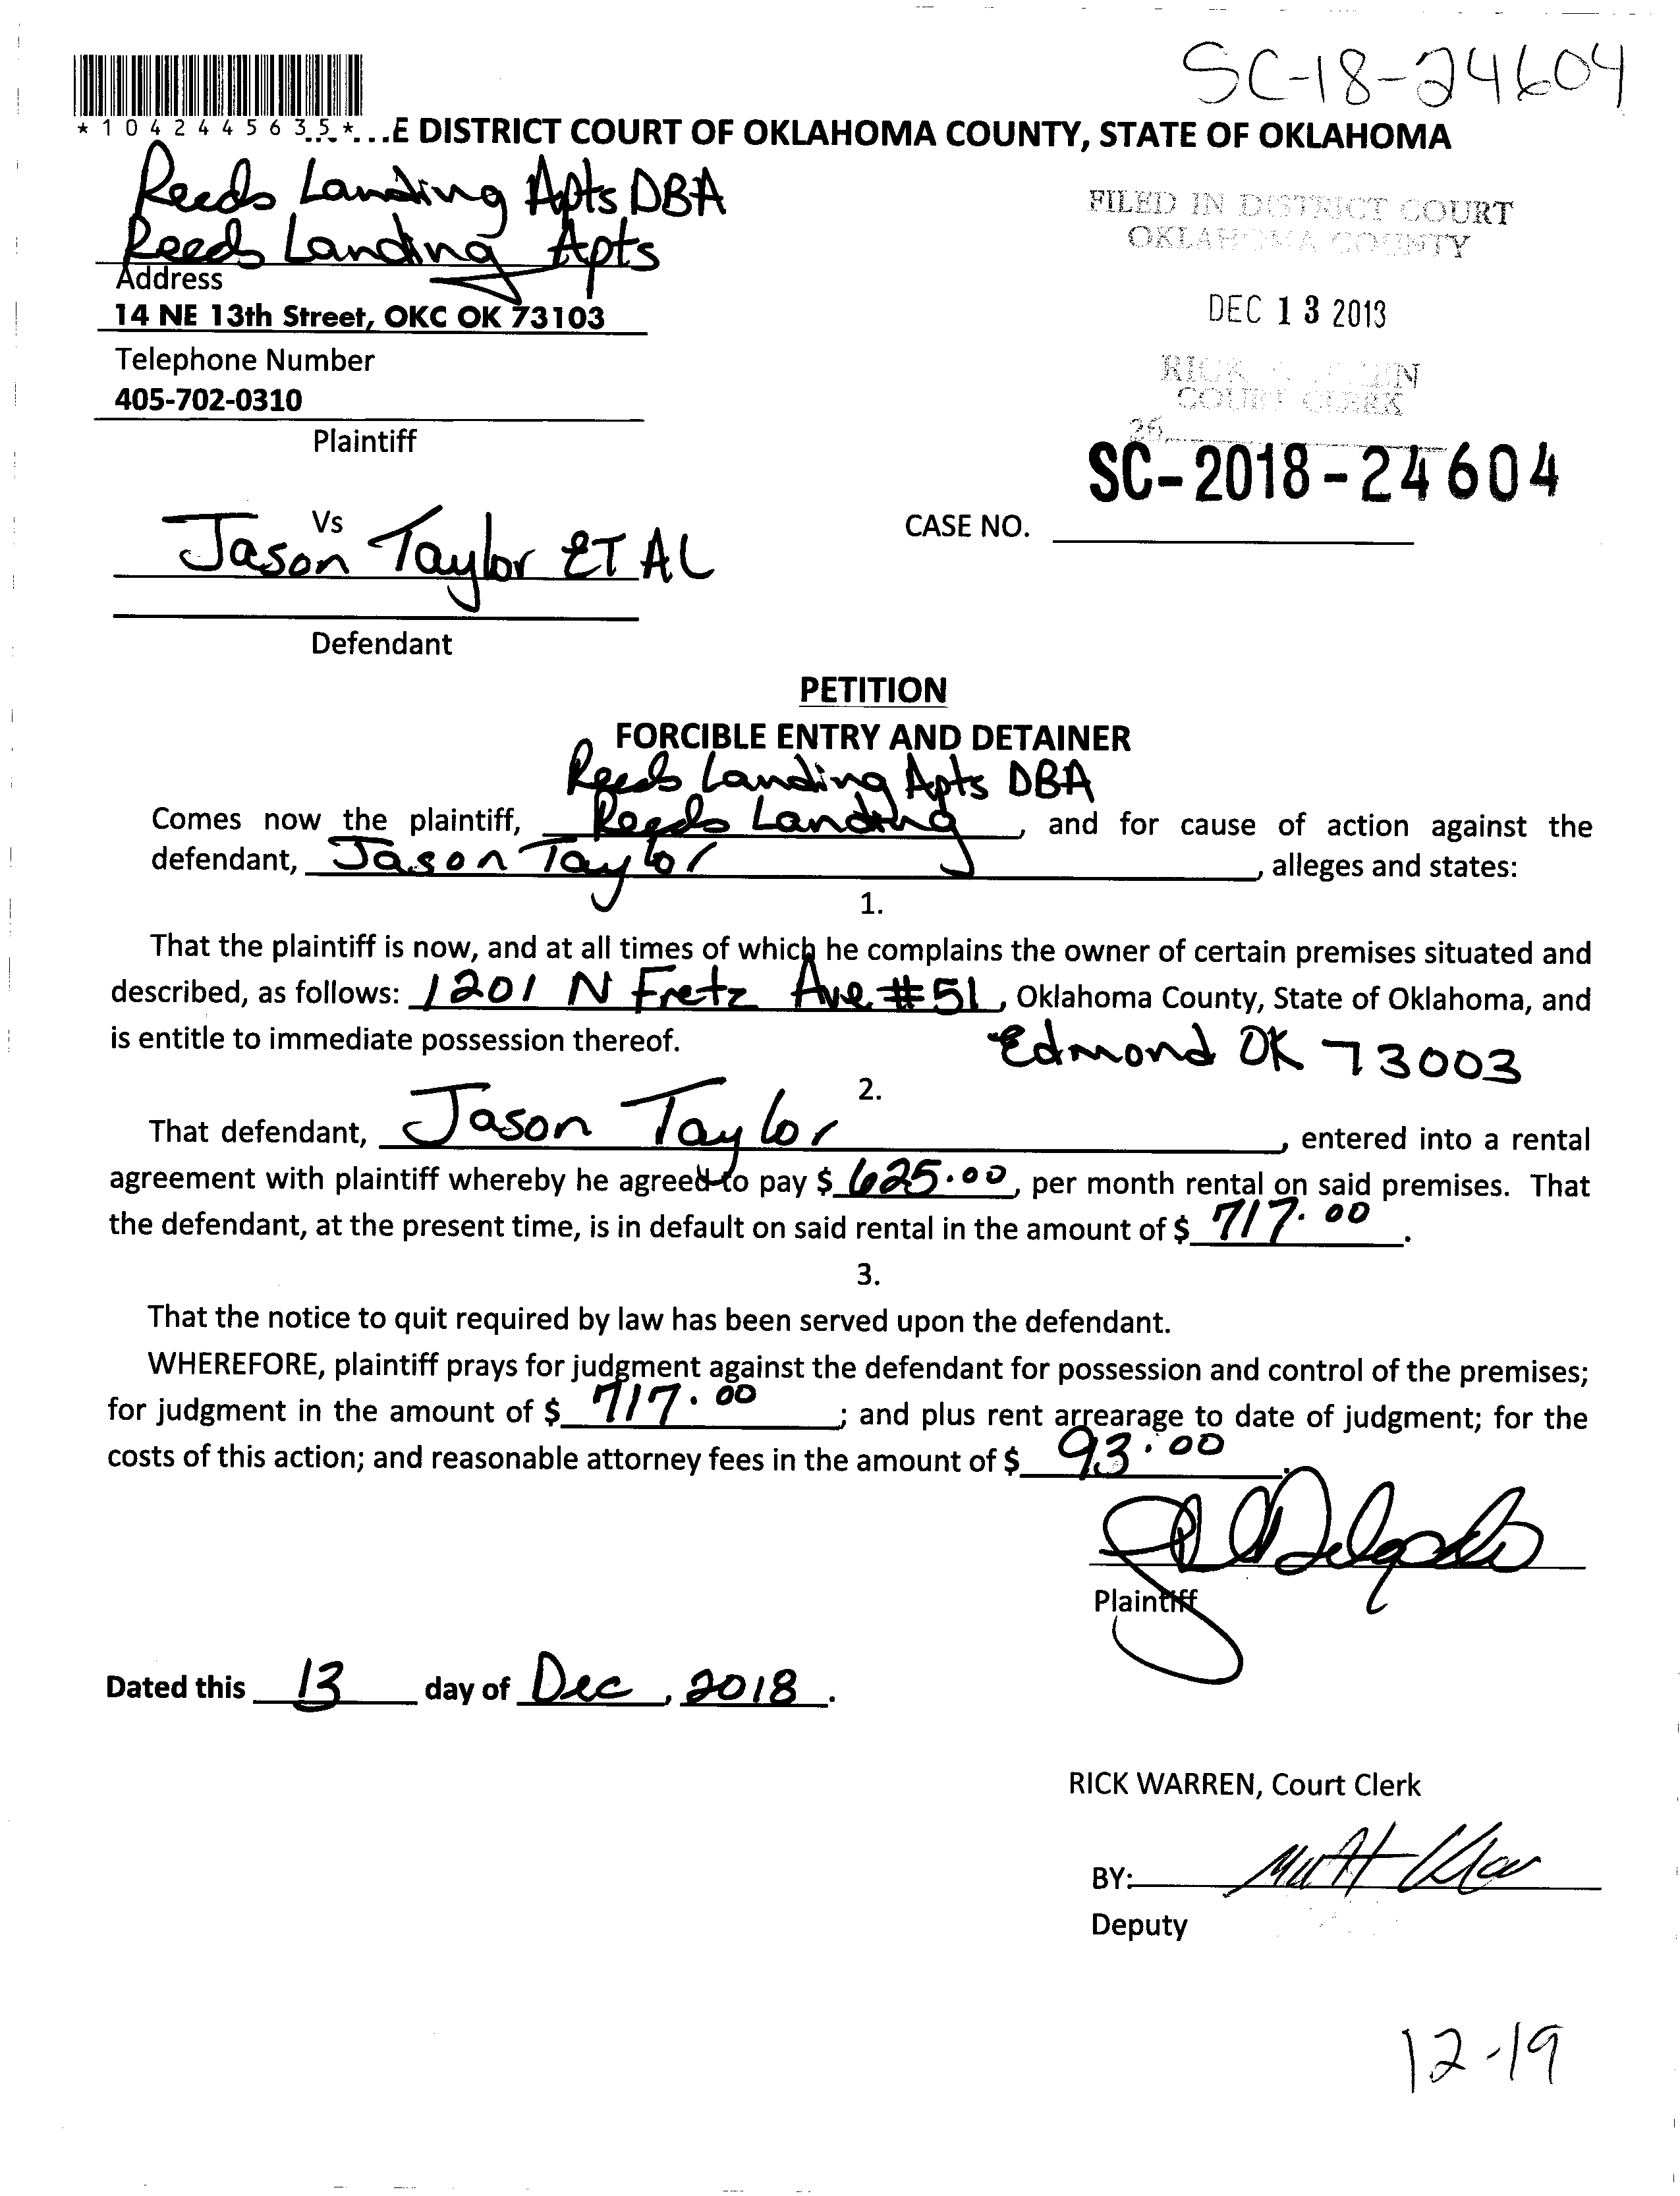 SC-18-24604
*1042445635*
...E DISTRICT COURT OF OKLAHOMA COUNTY, STATE OF OKLAHOMA
Reeds Landing Apts DBA
Reeds Landing Apts
FILED IN DISTRICT COURT
OKLAHOMA COUNTY
Address
14 NE 13th Street, OKC OK 73103
DEC 13 2018
Telephone Number
COURT CLERK
405-702-0310
26
Plaintiff
SC-2018-24604
Vs
CASE NO.
Jason Taylor ET AL
Defendant
PETITION
FORCIBLE ENTRY AND DETAINER
Reeds Landing Apts DBA
Comes now the plaintiff, Reeds Landing, and for cause of action against the
defendant, Jason Taylor, alleges and states:
1.
That the plaintiff is now, and at all times of which he complains the owner of certain premises situated and
described, as follows: 1201 N Fretz Ave #51, Oklahoma County, State of Oklahoma, and
is entitle to immediate possession thereof. Edmond OK 73003
2.
That defendant, Jason Taylor, entered into a rental
agreement with plaintiff whereby he agreed to pay $ 625.00, per month rental on said premises. That
the defendant, at the present time, is in default on said rental in the amount of $ 717.00.
3.
That the notice to quit required by law has been served upon the defendant.
WHEREFORE, plaintiff prays for judgment against the defendant for possession and control of the premises;
for judgment in the amount of $ 717.00; and plus rent arrearage to date of judgment; for the
costs of this action; and reasonable attorney fees in the amount of $ 93.00.
Plaintiff
Dated this 13 day of Dec, 2018.
RICK WARREN, Court Clerk
BY:
Deputy
12-19